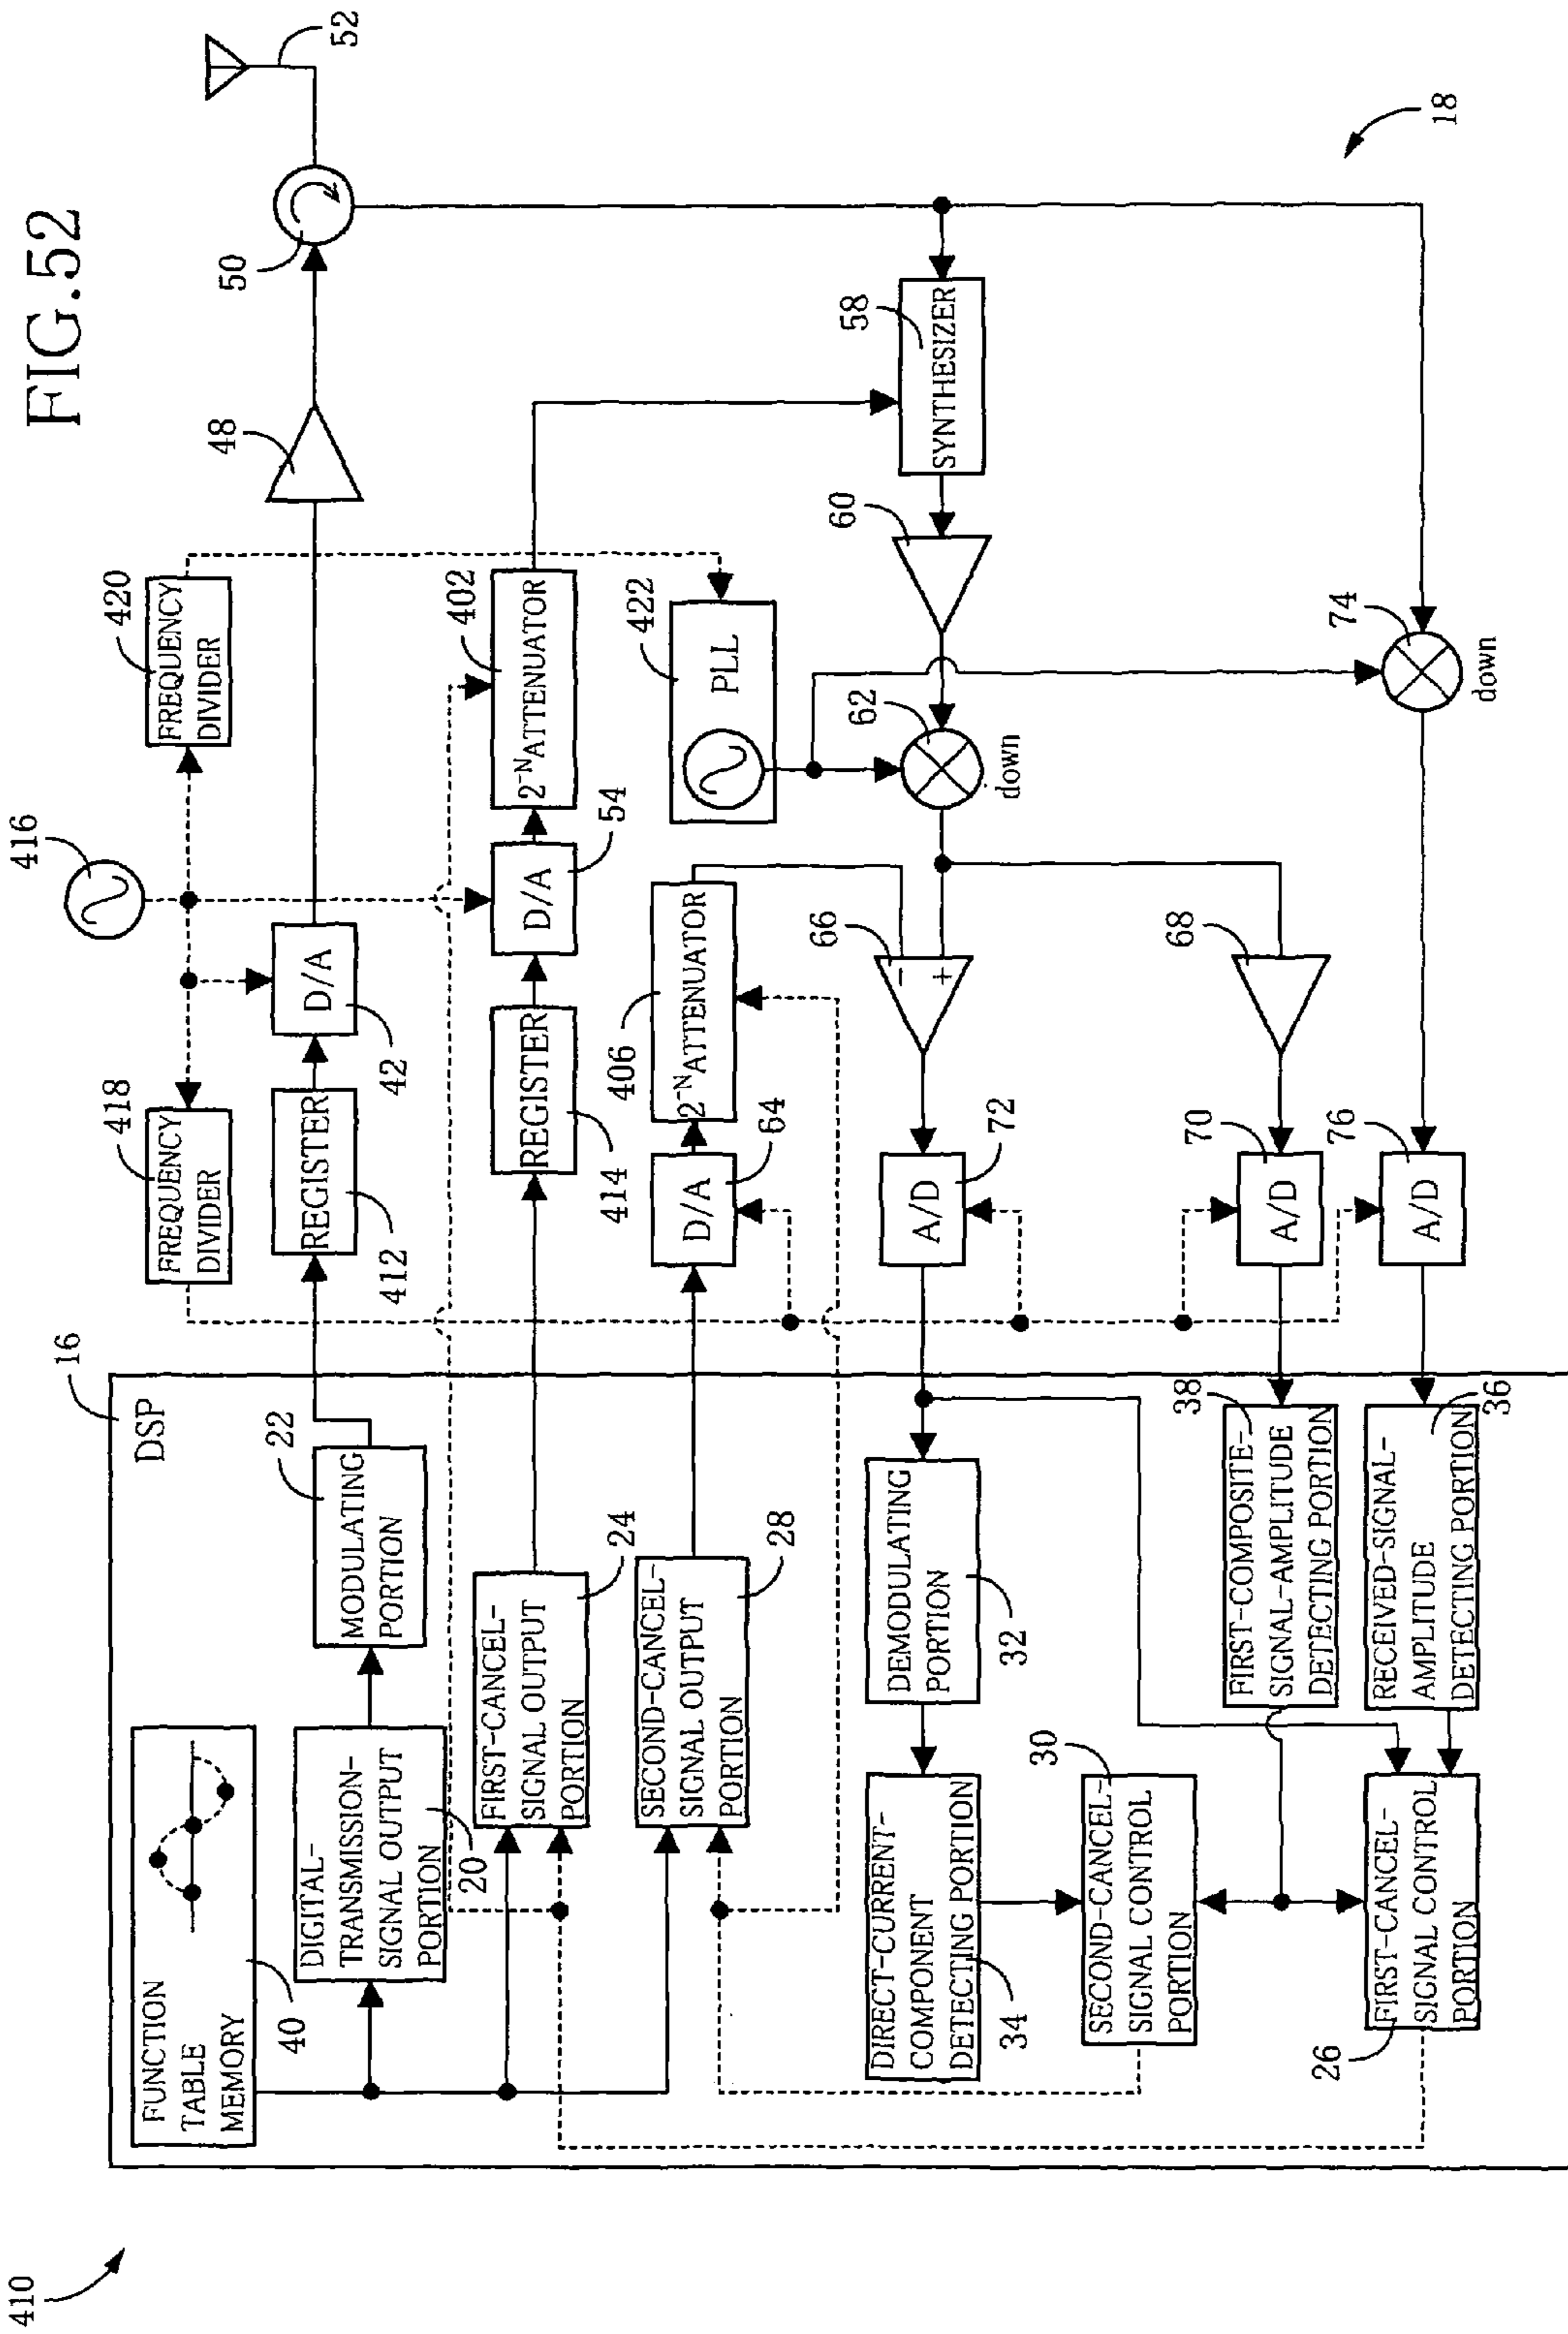 FIG.52
410
16
DSP
FUNCTION
TABLE
MEMORY
40
DIGITAL-
TRANSMISSION-
SIGNAL OUTPUT
PORTION
20
MODULATING
PORTION
22
FIRST-CANCEL-
SIGNAL OUTPUT
PORTION
24
SECOND-CANCEL-
SIGNAL OUTPUT
PORTION
28
DEMODULATING
PORTION
32
DIRECT-CURRENT-
COMPONENT
DETECTING PORTION
34
SECOND-CANCEL-
SIGNAL CONTROL
PORTION
30
FIRST-COMPOSITE-
SIGNAL-AMPLITUDE
DETECTING PORTION
38
RECEIVED-SIGNAL-
AMPLITUDE
DETECTING PORTION
36
FIRST-CANCEL-
SIGNAL CONTROL
PORTION
26
416
FREQUENCY
DIVIDER
418
FREQUENCY
DIVIDER
420
REGISTER
412
D/A
42
48
50
52
REGISTER
414
D/A
54
2⁻ᴺATTENUATOR
402
D/A
64
2⁻ᴺATTENUATOR
406
PLL
422
SYNTHESIZER
58
60
62
down
−
+
66
A/D
72
68
A/D
70
A/D
76
74
down
18